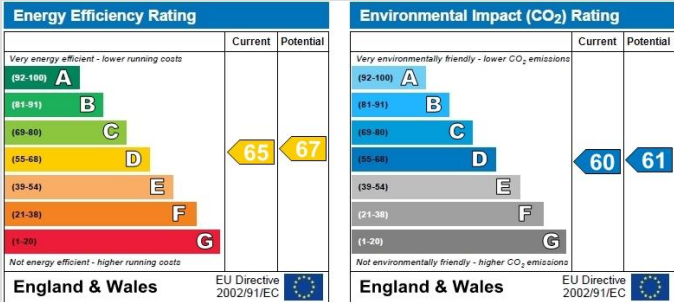 Energy Efficiency Rating
Current Potential
Very energy efficient - lower running costs
(92-100) A
(81-91) B
(69-80) C
(55-68) D
(39-54) E
(21-38) F
(1-20) G
65 67
Not energy efficient - higher running costs
England & Wales
EU Directive
2002/91/EC
Environmental Impact (CO₂) Rating
Current Potential
Very environmentally friendly - lower CO₂ emissions
(92-100) A
(81-91) B
(69-80) C
(55-68) D
(39-54) E
(21-38) F
(1-20) G
60 61
Not environmentally friendly - higher CO₂ emissions
England & Wales
EU Directive
2002/91/EC